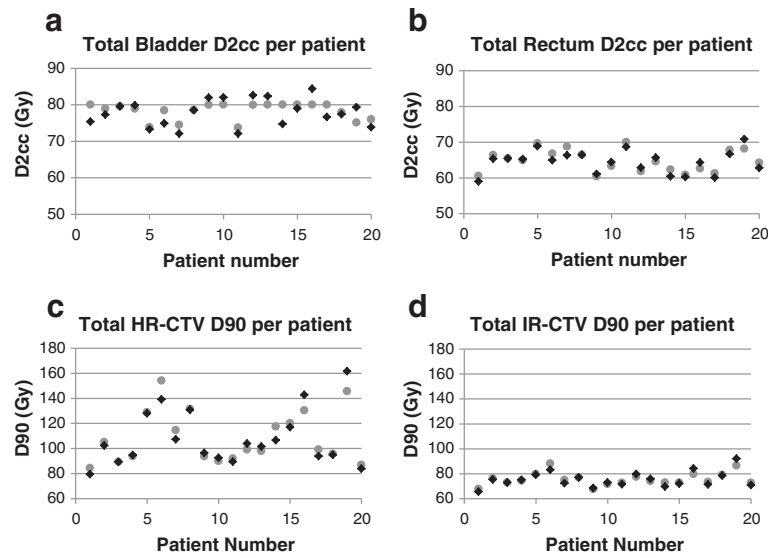 a
Total Bladder D2cc per patient
90
80
70
60
50
D2cc (Gy)
0 5 10 15 20
Patient number
b
Total Rectum D2cc per patient
90
80
70
60
50
D2cc (Gy)
0 5 10 15 20
Patient number
c
Total HR-CTV D90 per patient
180
160
140
120
100
80
60
D90 (Gy)
0 5 10 15 20
Patient Number
d
Total IR-CTV D90 per patient
180
160
140
120
100
80
60
D90 (Gy)
0 5 10 15 20
Patient Number